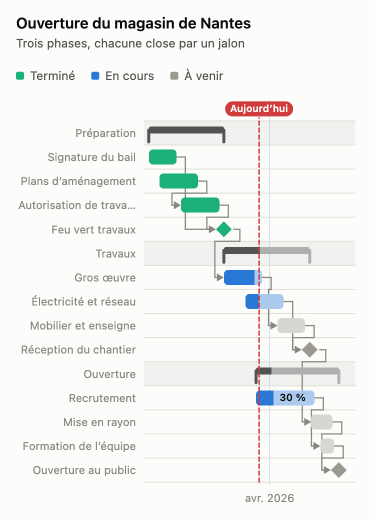 Ouverture du magasin de Nantes
Trois phases, chacune close par un jalon
Terminé En cours À venir
Aujourd'hui
Préparation
Signature du bail
Plans d'aménagement
Autorisation de trava…
Feu vert travaux
Travaux
Gros œuvre
Électricité et réseau
Mobilier et enseigne
Réception du chantier
Ouverture
Recrutement 30 %
Mise en rayon
Formation de l'équipe
Ouverture au public
avr. 2026